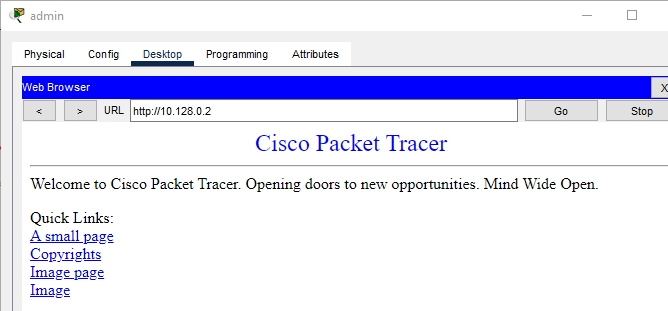 admin
Physical Config Desktop Programming Attributes
Web Browser X
< > URL http://10.128.0.2 Go Stop
Cisco Packet Tracer
Welcome to Cisco Packet Tracer. Opening doors to new opportunities. Mind Wide Open.
Quick Links:
A small page
Copyrights
Image page
Image